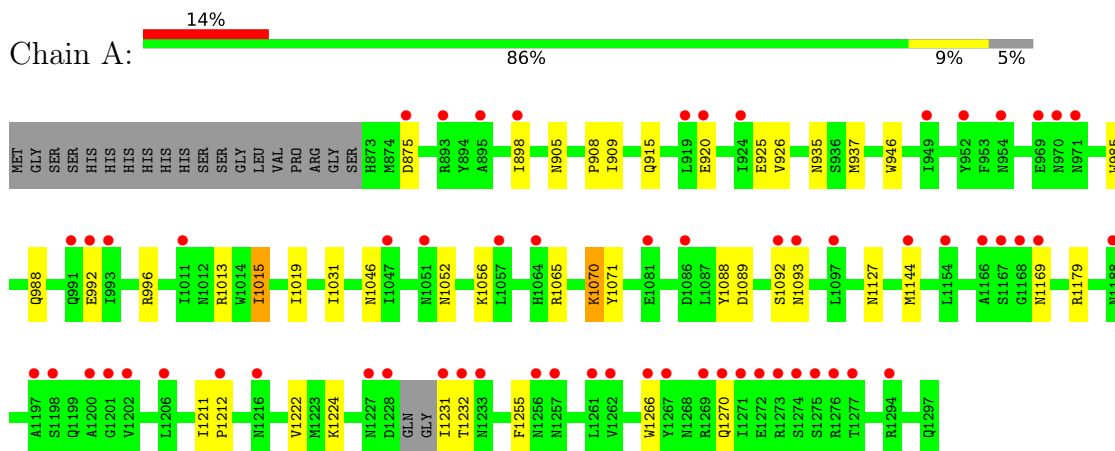 14%
Chain A:
86% 9% 5%
MET GLY SER SER HIS HIS HIS HIS HIS HIS SER SER GLY LEU VAL PRO ARG GLY SER H873 M874 D875 R893 Y894 A895 I898 N905 P908 I909 Q915 L919 E920 I924 E925 V926 N935 S936 M937 W946 I949 Y952 F953 N954 E969 N970 N971 W985
Q988 Q991 E992 I993 R996 I1011 N1012 R1013 W1014 I1015 I1019 I1031 N1046 I1047 N1051 N1052 K1056 L1057 H1064 R1065 K1070 Y1071 E1081 D1086 L1087 Y1088 D1089 S1092 N1093 L1097 N1127 M1144 L1154 A1166 S1167 G1168 N1169 R1179 N1188
A1197 S1198 Q1199 A1200 G1201 V1202 L1206 I1211 P1212 N1216 V1222 M1223 K1224 N1227 D1228 GLN GLY I1231 T1232 N1233 F1255 N1256 N1257 L1261 V1262 W1266 Y1267 N1268 R1269 Q1270 I1271 E1272 R1273 S1274 S1275 R1276 T1277 R1294 Q1297